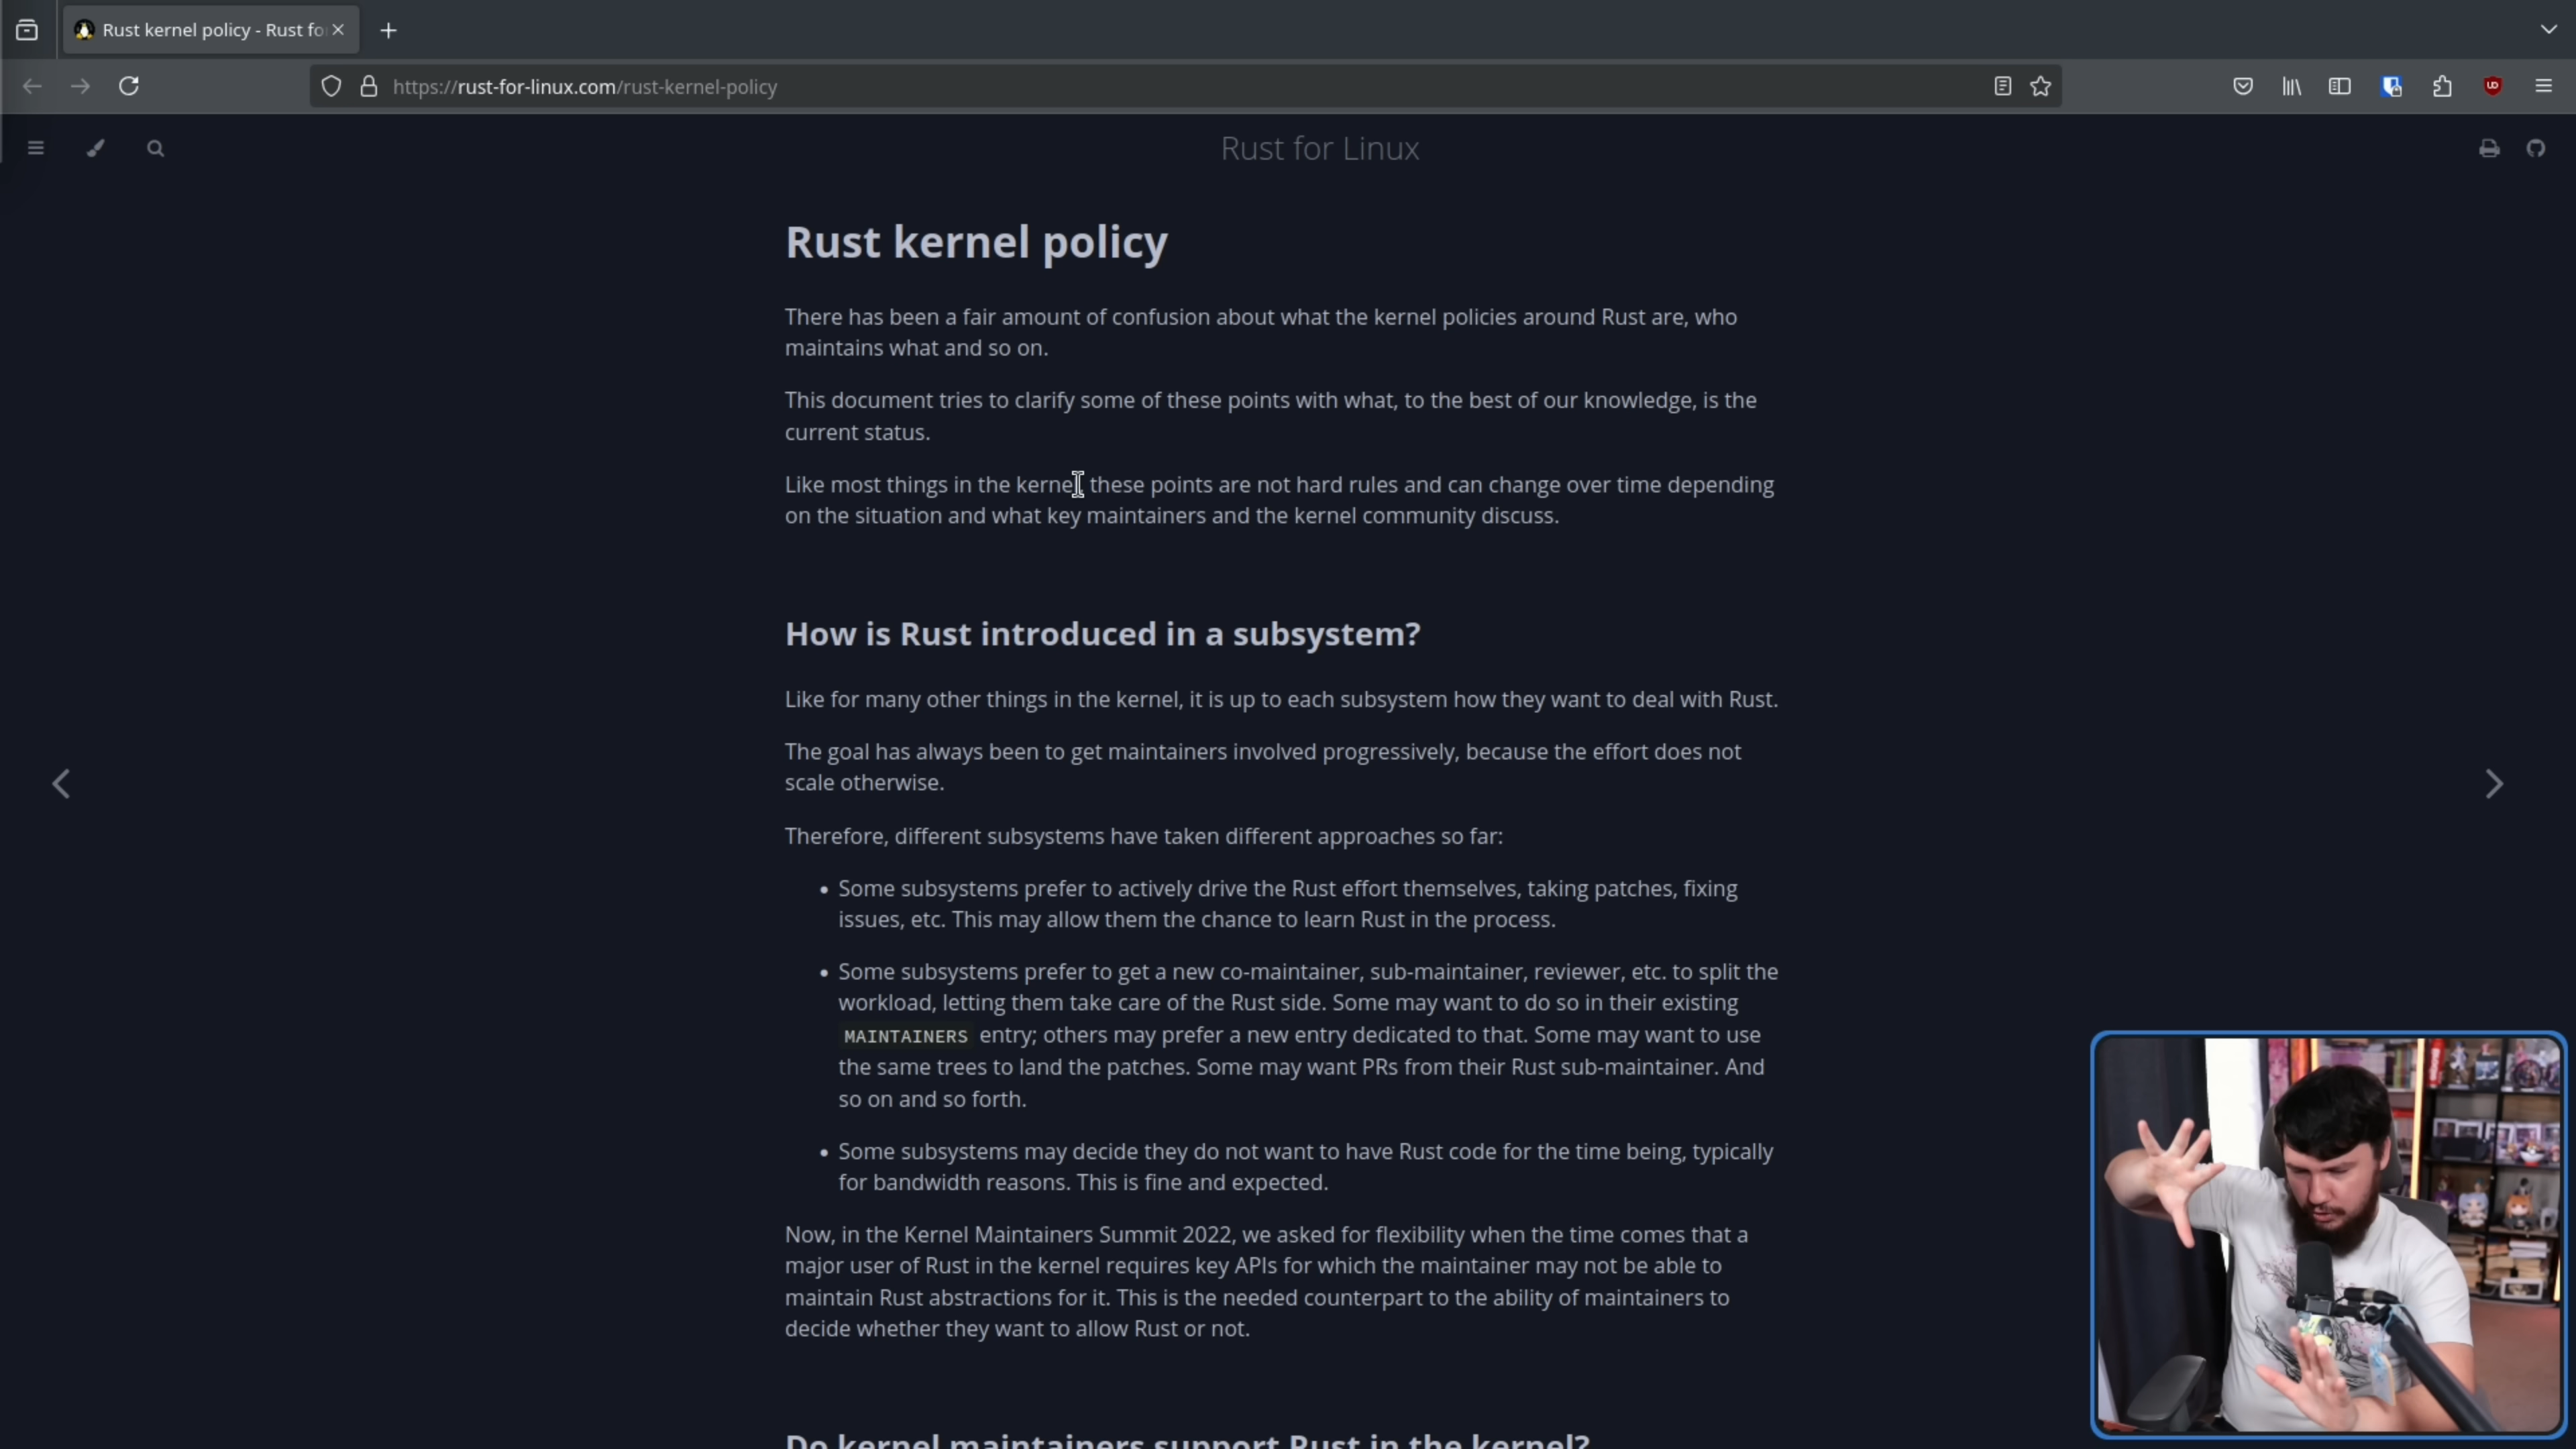 Rust kernel policy - Rust fo
https://rust-for-linux.com/rust-kernel-policy
Rust for Linux
Rust kernel policy
There has been a fair amount of confusion about what the kernel policies around Rust are, who
maintains what and so on.
This document tries to clarify some of these points with what, to the best of our knowledge, is the
current status.
Like most things in the kernel, these points are not hard rules and can change over time depending
on the situation and what key maintainers and the kernel community discuss.
How is Rust introduced in a subsystem?
Like for many other things in the kernel, it is up to each subsystem how they want to deal with Rust.
The goal has always been to get maintainers involved progressively, because the effort does not
scale otherwise.
Therefore, different subsystems have taken different approaches so far:
• Some subsystems prefer to actively drive the Rust effort themselves, taking patches, fixing
issues, etc. This may allow them the chance to learn Rust in the process.
• Some subsystems prefer to get a new co-maintainer, sub-maintainer, reviewer, etc. to split the
workload, letting them take care of the Rust side. Some may want to do so in their existing
MAINTAINERS entry; others may prefer a new entry dedicated to that. Some may want to use
the same trees to land the patches. Some may want PRs from their Rust sub-maintainer. And
so on and so forth.
• Some subsystems may decide they do not want to have Rust code for the time being, typically
for bandwidth reasons. This is fine and expected.
Now, in the Kernel Maintainers Summit 2022, we asked for flexibility when the time comes that a
major user of Rust in the kernel requires key APIs for which the maintainer may not be able to
maintain Rust abstractions for it. This is the needed counterpart to the ability of maintainers to
decide whether they want to allow Rust or not.
Do kernel maintainers support Rust in the kernel?